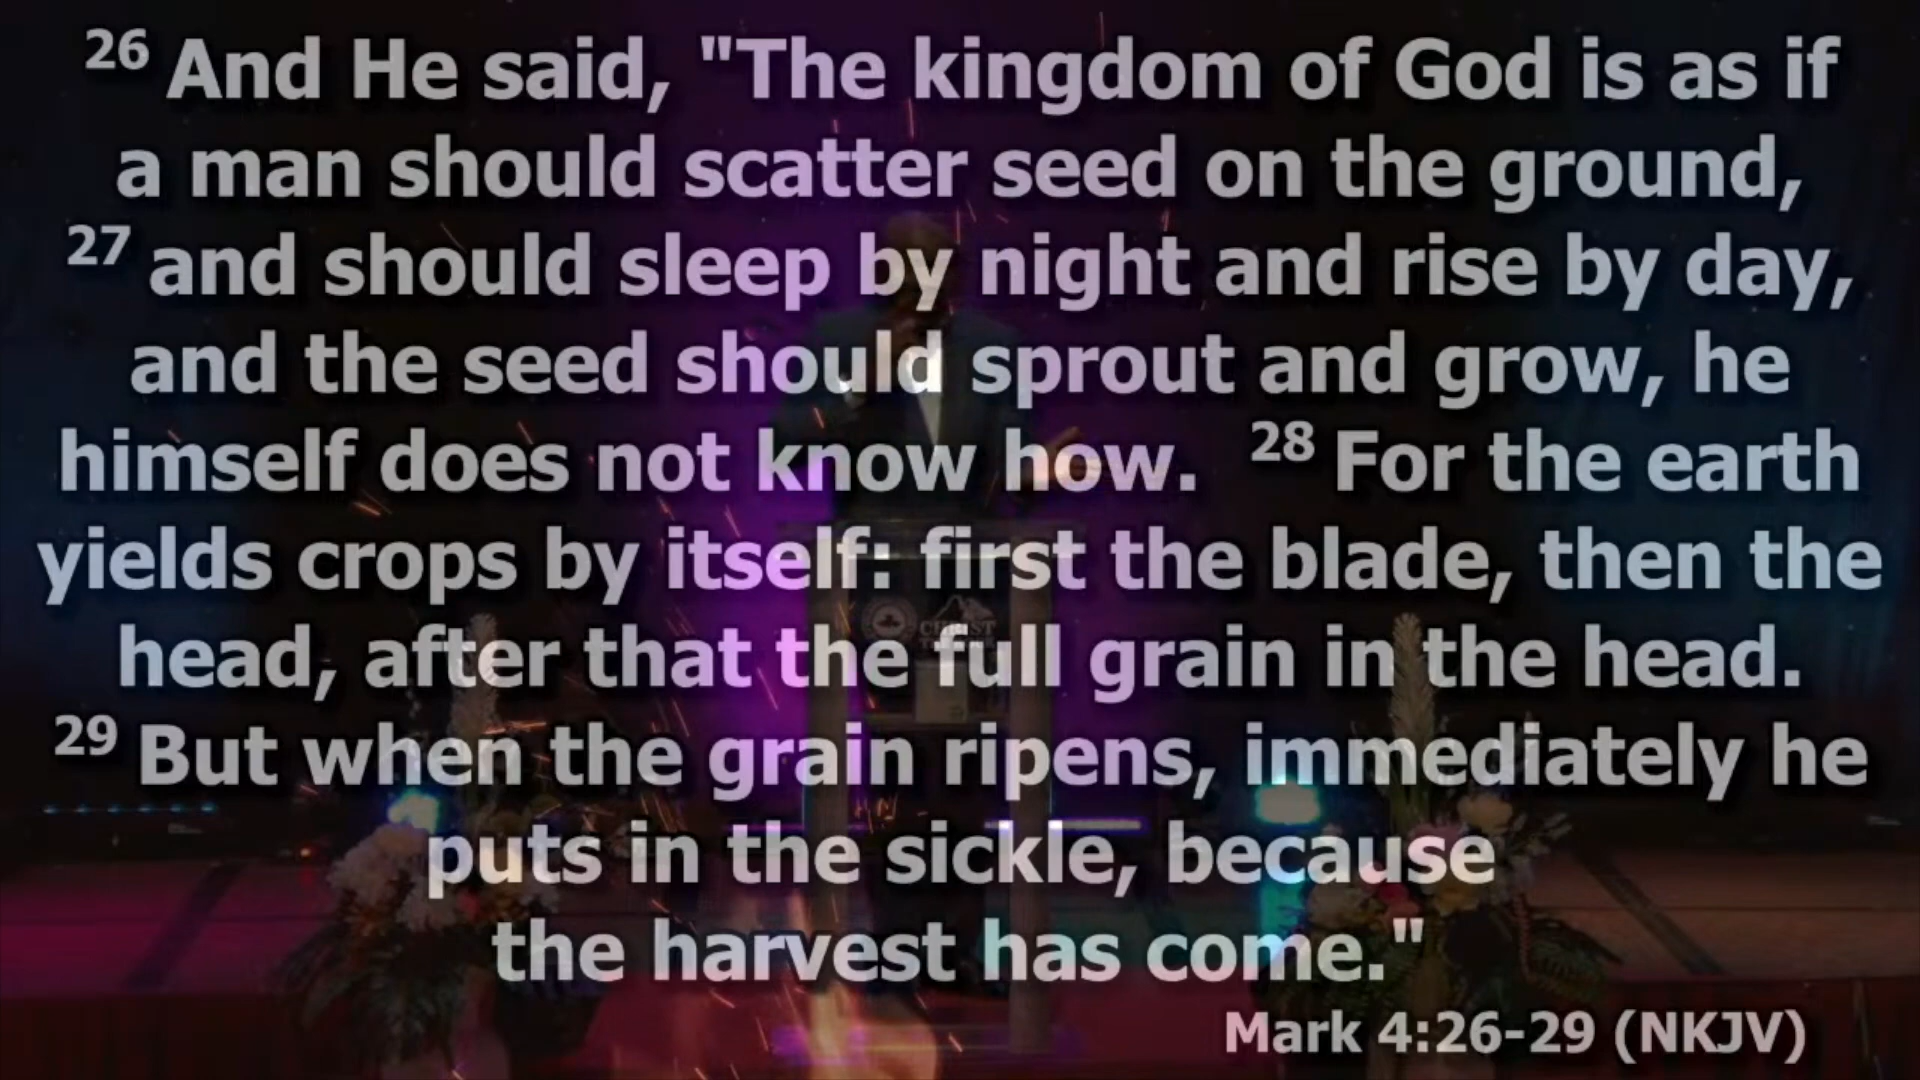 26 And He said, "The kingdom of God is as if
a man should scatter seed on the ground,
27 and should sleep by night and rise by day,
and the seed should sprout and grow, he
himself does not know how. 28 For the earth
yields crops by itself: first the blade, then the
head, after that the full grain in the head.
29 But when the grain ripens, immediately he
puts in the sickle, because
the harvest has come."
Mark 4:26-29 (NKJV)
CHRIST